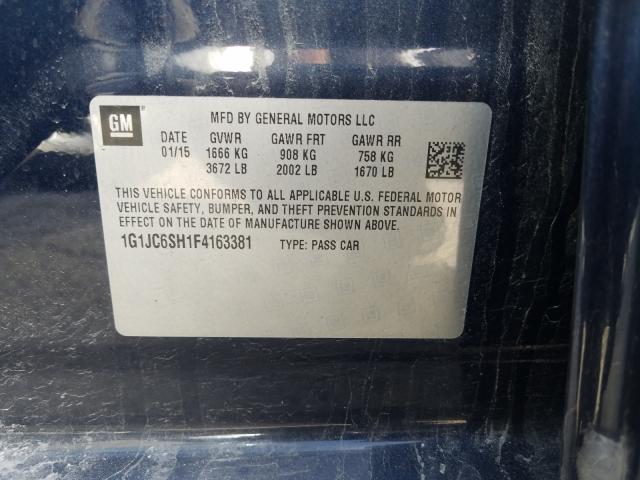 GM
MFD BY GENERAL MOTORS LLC
DATE GVWR GAWR FRT GAWR RR
01/15 1666 KG 908 KG 758 KG
3672 LB 2002 LB 1670 LB
THIS VEHICLE CONFORMS TO ALL APPLICABLE U.S. FEDERAL MOTOR
VEHICLE SAFETY, BUMPER, AND THEFT PREVENTION STANDARDS IN
EFFECT ON THE DATE OF MANUFACTURE SHOWN ABOVE.
1G1JC6SH1F4163381 TYPE: PASS CAR